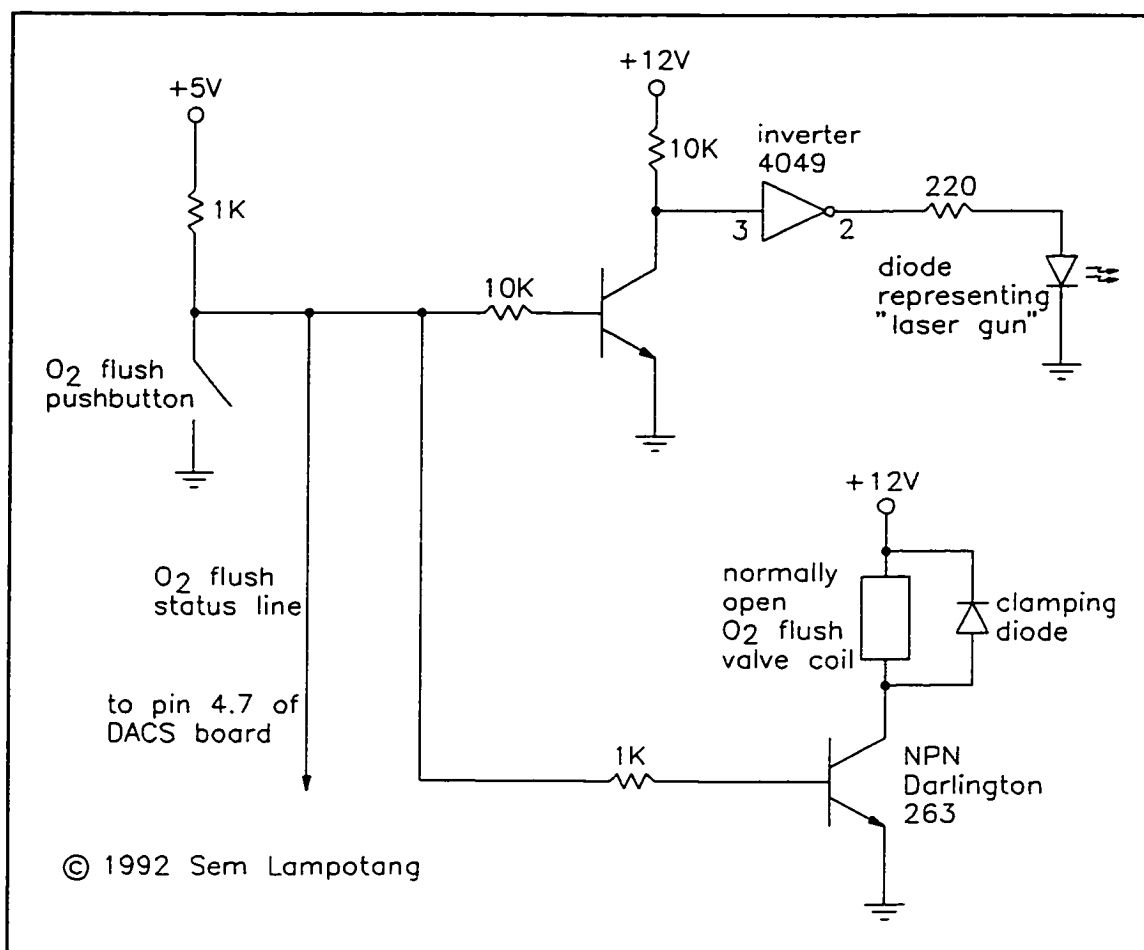 +5V
1K
+12V
10K
inverter
4049
3
2
220
10K
diode
representing
"laser gun"
O2 flush
pushbutton
O2 flush
status line
to pin 4.7 of
DACS board
+12V
normally
open
O2 flush
valve coil
clamping
diode
1K
NPN
Darlington
263
© 1992 Sem Lampotang